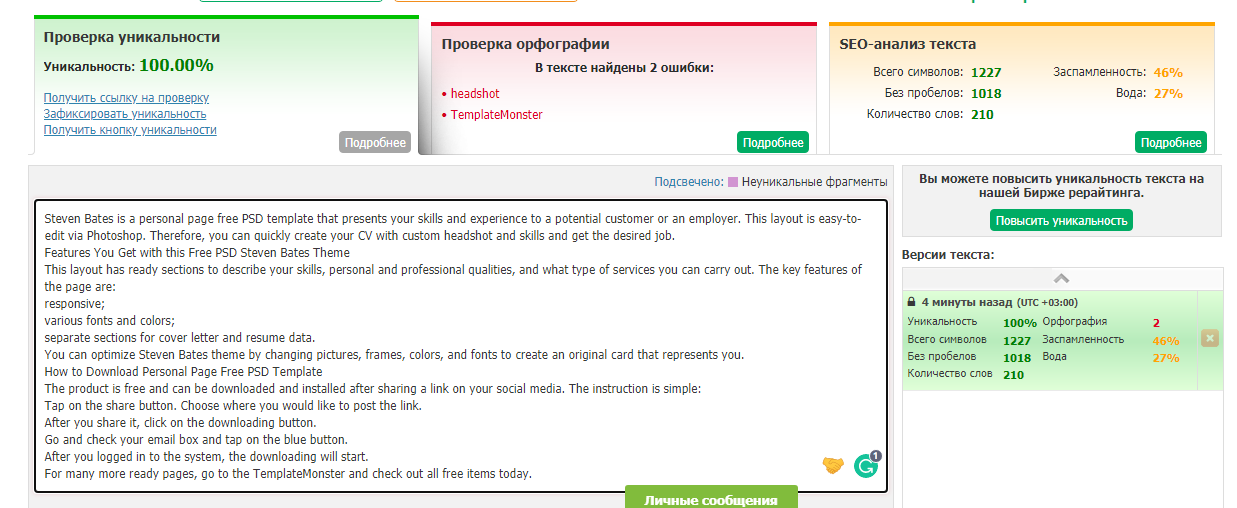 Проверка уникальности
Уникальность: 100.00%
Получить ссылку на проверку
Зафиксировать уникальность
Получить кнопку уникальности
Подробнее
Проверка орфографии
В тексте найдены 2 ошибки:
• headshot
• TemplateMonster
Подробнее
SEO-анализ текста
Всего символов: 1227 Заспамленность: 46%
Без пробелов: 1018 Вода: 27%
Количество слов: 210
Подробнее
Подсвечено: Неуникальные фрагменты
Steven Bates is a personal page free PSD template that presents your skills and experience to a potential customer or an employer. This layout is easy-to-
edit via Photoshop. Therefore, you can quickly create your CV with custom headshot and skills and get the desired job.
Features You Get with this Free PSD Steven Bates Theme
This layout has ready sections to describe your skills, personal and professional qualities, and what type of services you can carry out. The key features of
the page are:
responsive;
various fonts and colors;
separate sections for cover letter and resume data.
You can optimize Steven Bates theme by changing pictures, frames, colors, and fonts to create an original card that represents you.
How to Download Personal Page Free PSD Template
The product is free and can be downloaded and installed after sharing a link on your social media. The instruction is simple:
Tap on the share button. Choose where you would like to post the link.
After you share it, click on the downloading button.
Go and check your email box and tap on the blue button.
After you logged in to the system, the downloading will start.
For many more ready pages, go to the TemplateMonster and check out all free items today.
1
Личные сообщения
Вы можете повысить уникальность текста на
нашей Бирже рерайтинга.
Повысить уникальность
Версии текста:
4 минуты назад (UTC +03:00)
Уникальность 100% Орфография 2
Всего символов 1227 Заспамленность 46%
Без пробелов 1018 Вода 27%
Количество слов 210